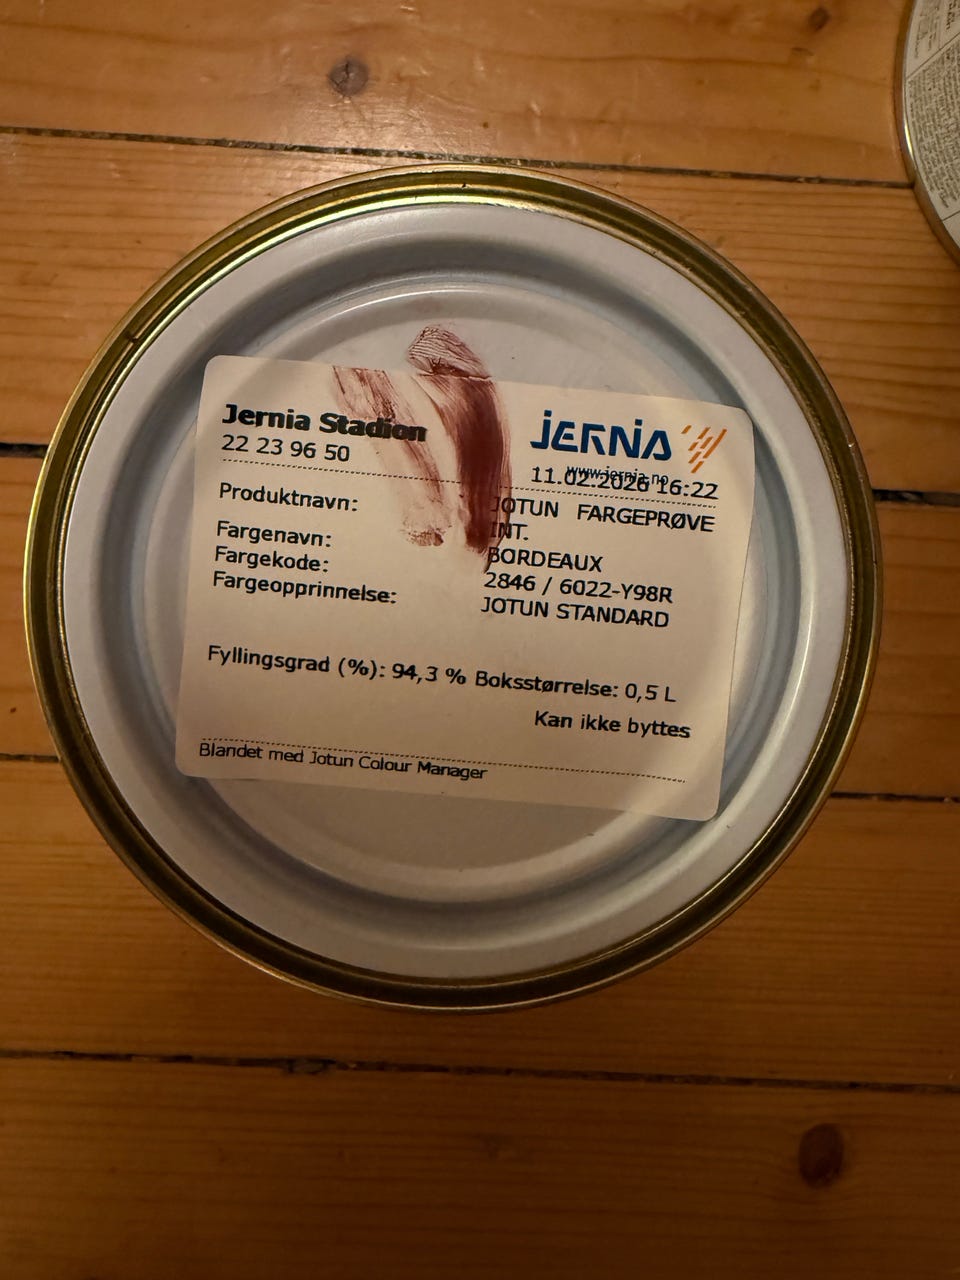 Jernia Stadion
22 23 96 50
JERNIA
www.jernia.no
11.02.2026 16:22
Produktnavn: JOTUN FARGEPRØVE
INT.
Fargenavn: BORDEAUX
Fargekode: 2846 / 6022-Y98R
Fargeopprinnelse: JOTUN STANDARD
Fyllingsgrad (%): 94,3 % Boksstørrelse: 0,5 L
Kan ikke byttes
Blandet med Jotun Colour Manager